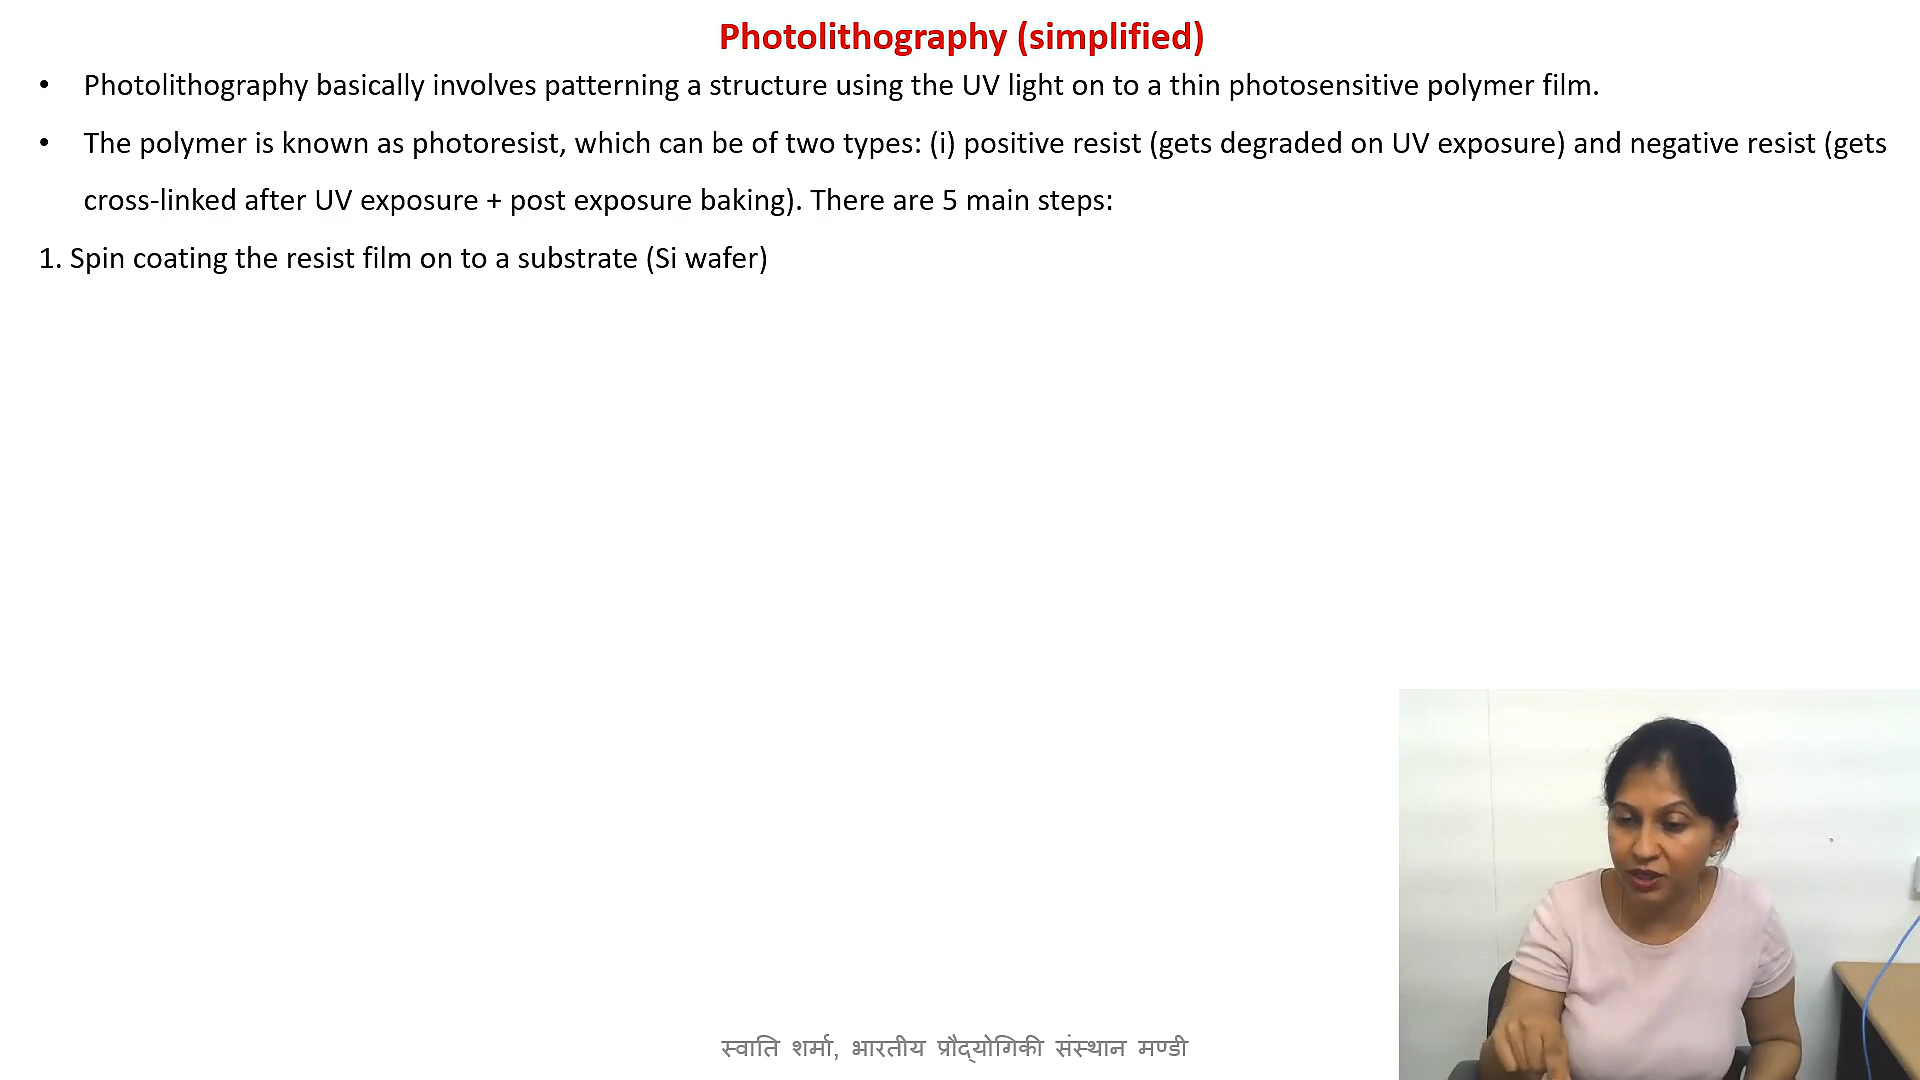 Photolithography (simplified)
• Photolithography basically involves patterning a structure using the UV light on to a thin photosensitive polymer film.
• The polymer is known as photoresist, which can be of two types: (i) positive resist (gets degraded on UV exposure) and negative resist (gets
cross-linked after UV exposure + post exposure baking). There are 5 main steps:
1. Spin coating the resist film on to a substrate (Si wafer)
स्वाति शर्मा, भारतीय प्रौद्योगिकी संस्थान मण्डी